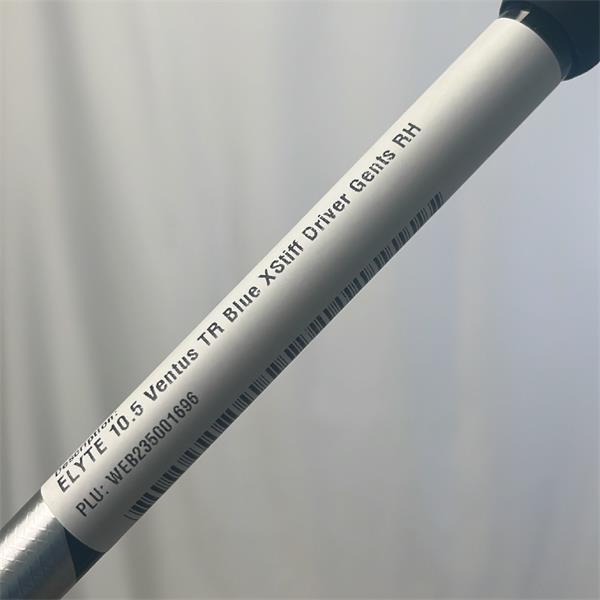 Description:
ELYTE 10.5 Ventus TR Blue XStiff Driver Gents RH
PLU: WEB235001696